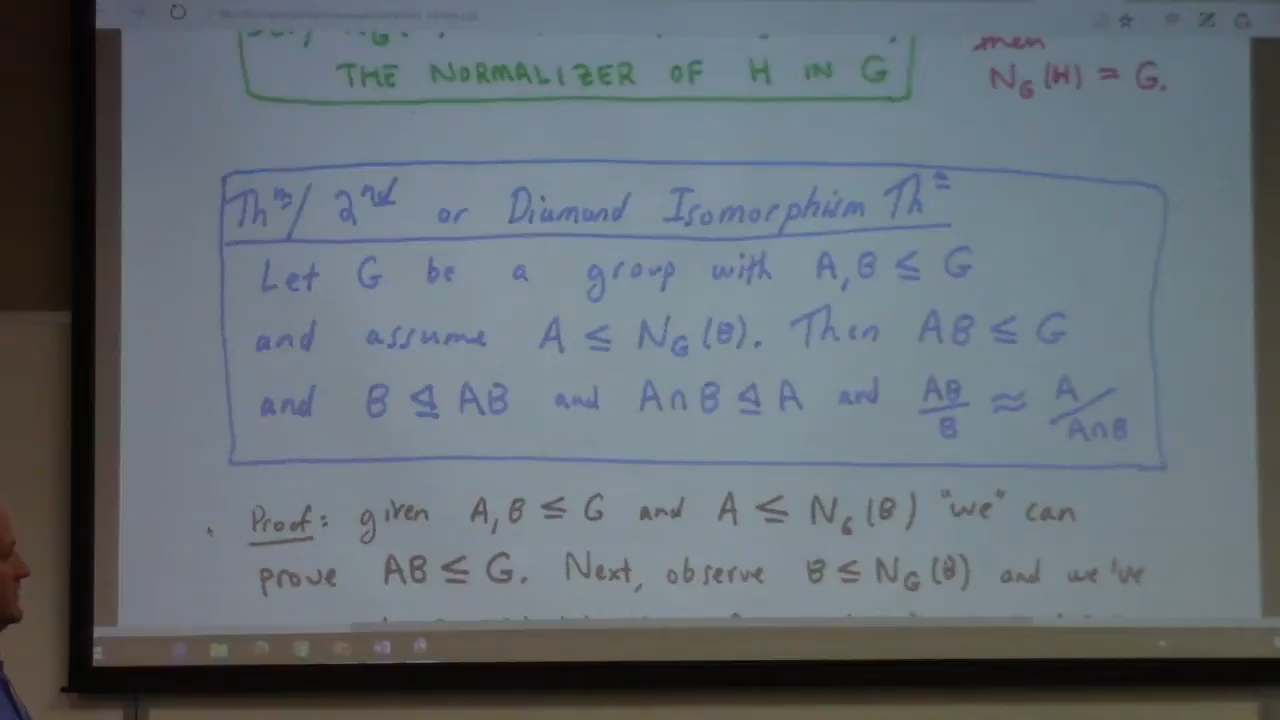 THE NORMALIZER OF H IN G
then
N_G(H) = G.
Th^m/ 2nd or Diamond Isomorphism Th^m
Let G be a group with A, B ≤ G
and assume A ≤ N_G(B). Then AB ≤ G
and B ⊴ AB and A∩B ⊴ A and AB/B ≈ A/A∩B
Proof: given A, B ≤ G and A ≤ N_G(B) "we" can
prove AB ≤ G. Next, observe B ≤ N_G(B) and we've